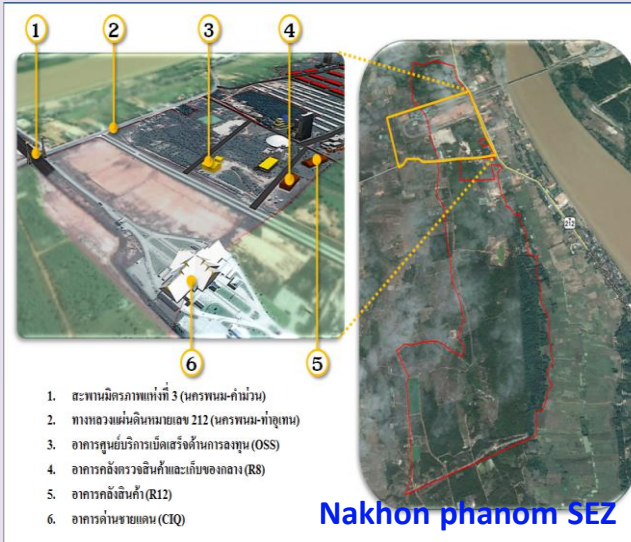 1 2 3 4
6 5
212
1. สะพานมิตรภาพแห่งที่ 3 (นครพนม-คำม่วน)
2. ทางหลวงแผ่นดินหมายเลข 212 (นครพนม-ท่าอุเทน)
3. อาคารศูนย์บริการเบ็ดเสร็จด้านการลงทุน (OSS)
4. อาคารคลังตรวจสินค้าและเก็บของกลาง (R8)
5. อาคารคลังสินค้า (R12)
6. อาคารด่านชายแดน (CIQ)
Nakhon phanom SEZ